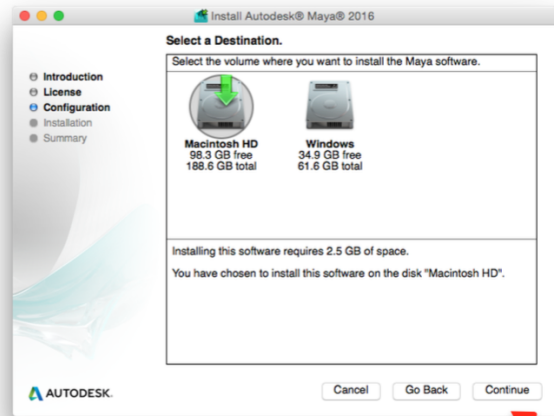 Install Autodesk® Maya® 2016
Select a Destination.
Introduction
License
Configuration
Installation
Summary
Select the volume where you want to install the Maya software.
Macintosh HD
98.3 GB free
188.6 GB total
Windows
34.9 GB free
61.6 GB total
Installing this software requires 2.5 GB of space.
You have chosen to install this software on the disk "Macintosh HD".
AUTODESK.
Cancel
Go Back
Continue